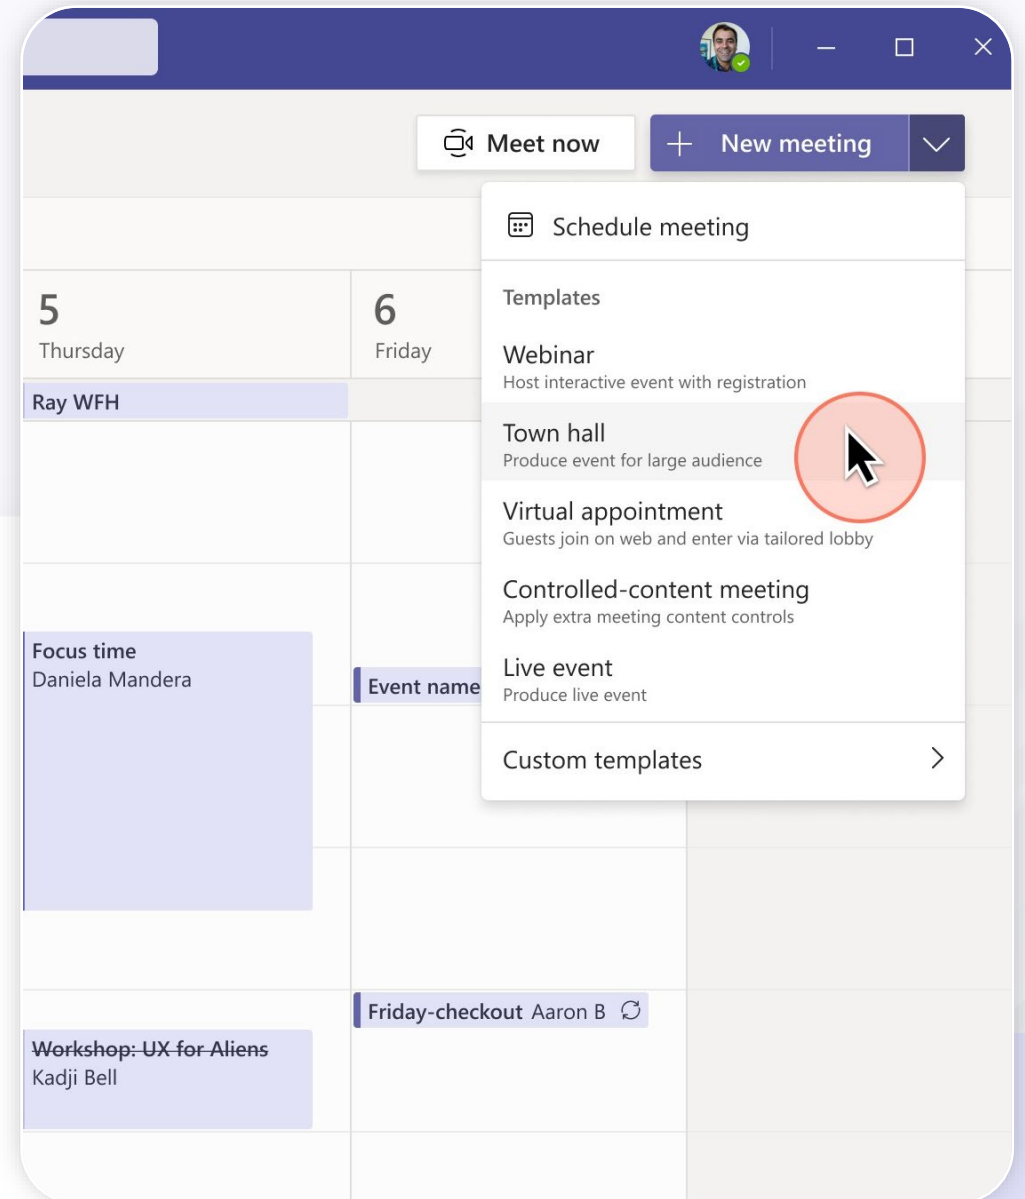 Meet now
New meeting
Schedule meeting
Templates
Webinar
Host interactive event with registration
Town hall
Produce event for large audience
Virtual appointment
Guests join on web and enter via tailored lobby
Controlled-content meeting
Apply extra meeting content controls
Live event
Produce live event
Custom templates
5
Thursday
6
Friday
Ray WFH
Focus time
Daniela Mandera
Event name
Friday-checkout Aaron B
Workshop: UX for Aliens
Kadji Bell